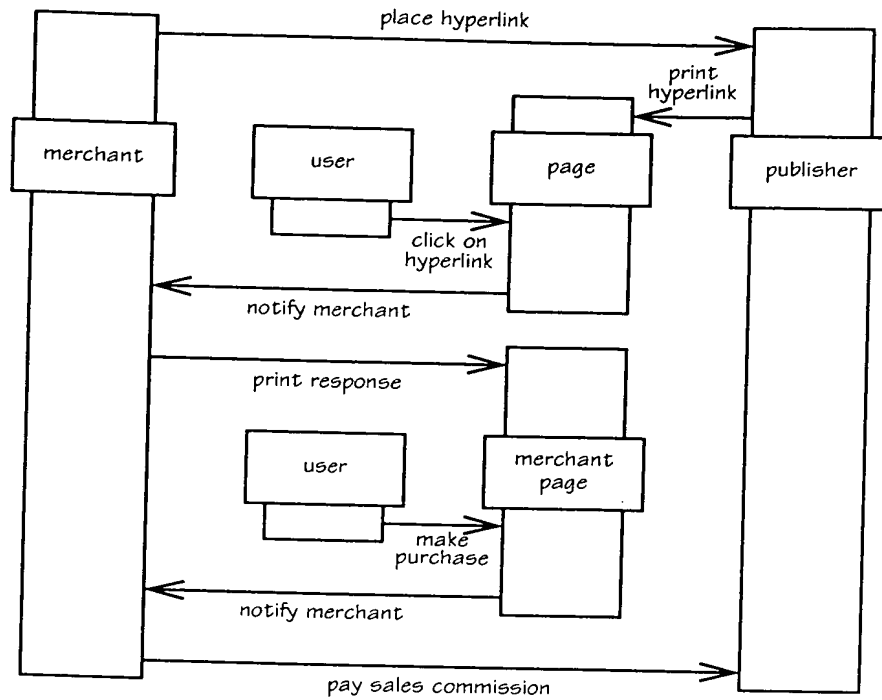 place hyperlink
print
hyperlink
merchant
user
page
publisher
click on
hyperlink
notify merchant
print response
user
merchant
page
make
purchase
notify merchant
pay sales commission